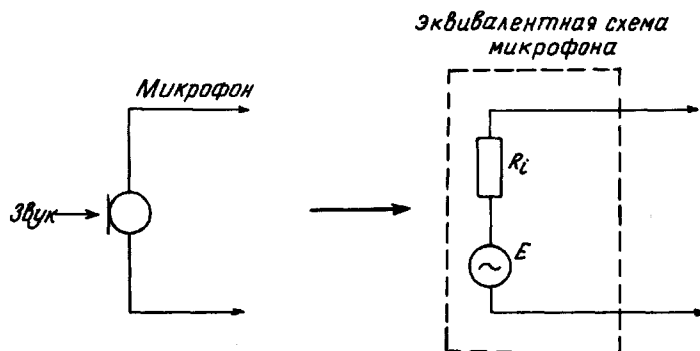 Микрофон
Звук
Эквивалентная схема
микрофона
Ri
E